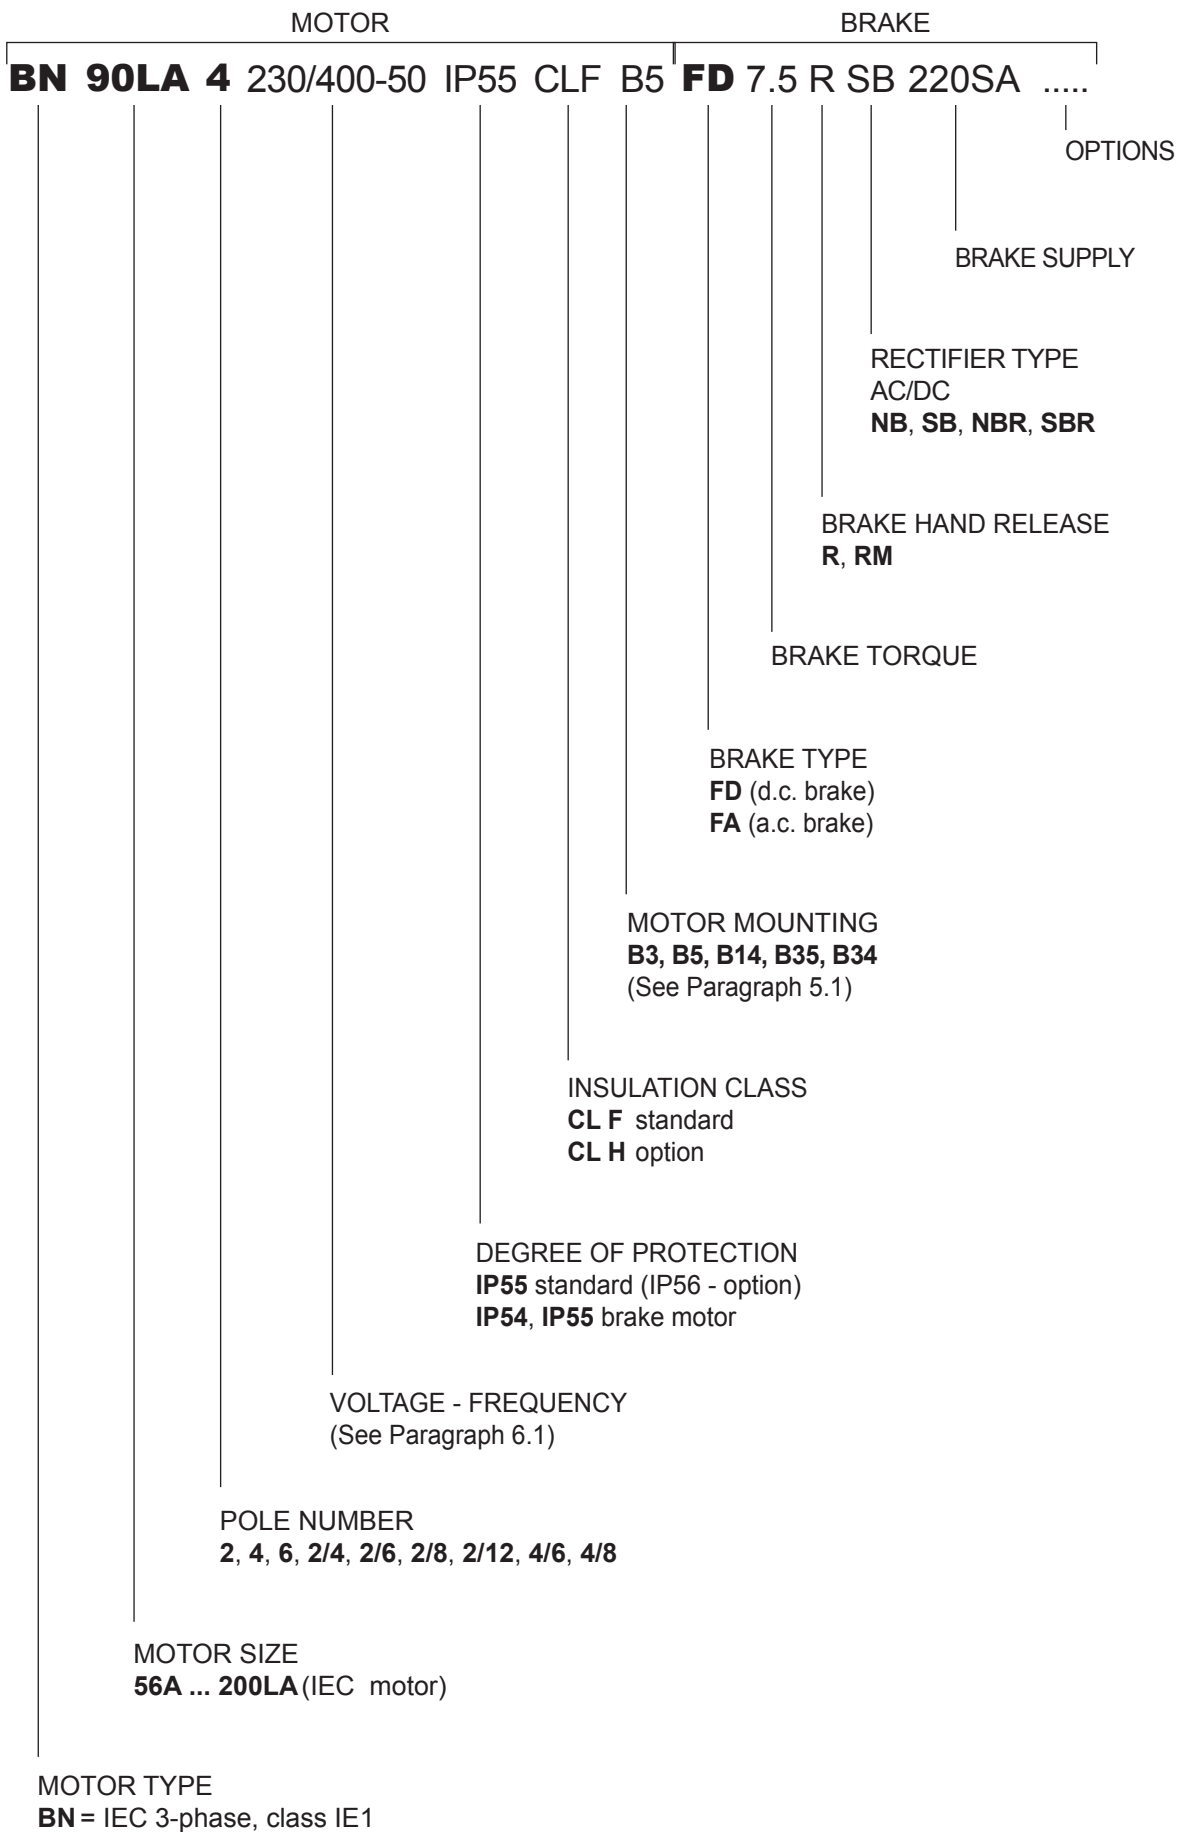 MOTOR BRAKE
BN 90LA 4 230/400-50 IP55 CLF B5 FD 7.5 R SB 220SA .....
OPTIONS
BRAKE SUPPLY
RECTIFIER TYPE
AC/DC
NB, SB, NBR, SBR
BRAKE HAND RELEASE
R, RM
BRAKE TORQUE
BRAKE TYPE
FD (d.c. brake)
FA (a.c. brake)
MOTOR MOUNTING
B3, B5, B14, B35, B34
(See Paragraph 5.1)
INSULATION CLASS
CL F standard
CL H option
DEGREE OF PROTECTION
IP55 standard (IP56 - option)
IP54, IP55 brake motor
VOLTAGE - FREQUENCY
(See Paragraph 6.1)
POLE NUMBER
2, 4, 6, 2/4, 2/6, 2/8, 2/12, 4/6, 4/8
MOTOR SIZE
56A ... 200LA (IEC motor)
MOTOR TYPE
BN = IEC 3-phase, class IE1